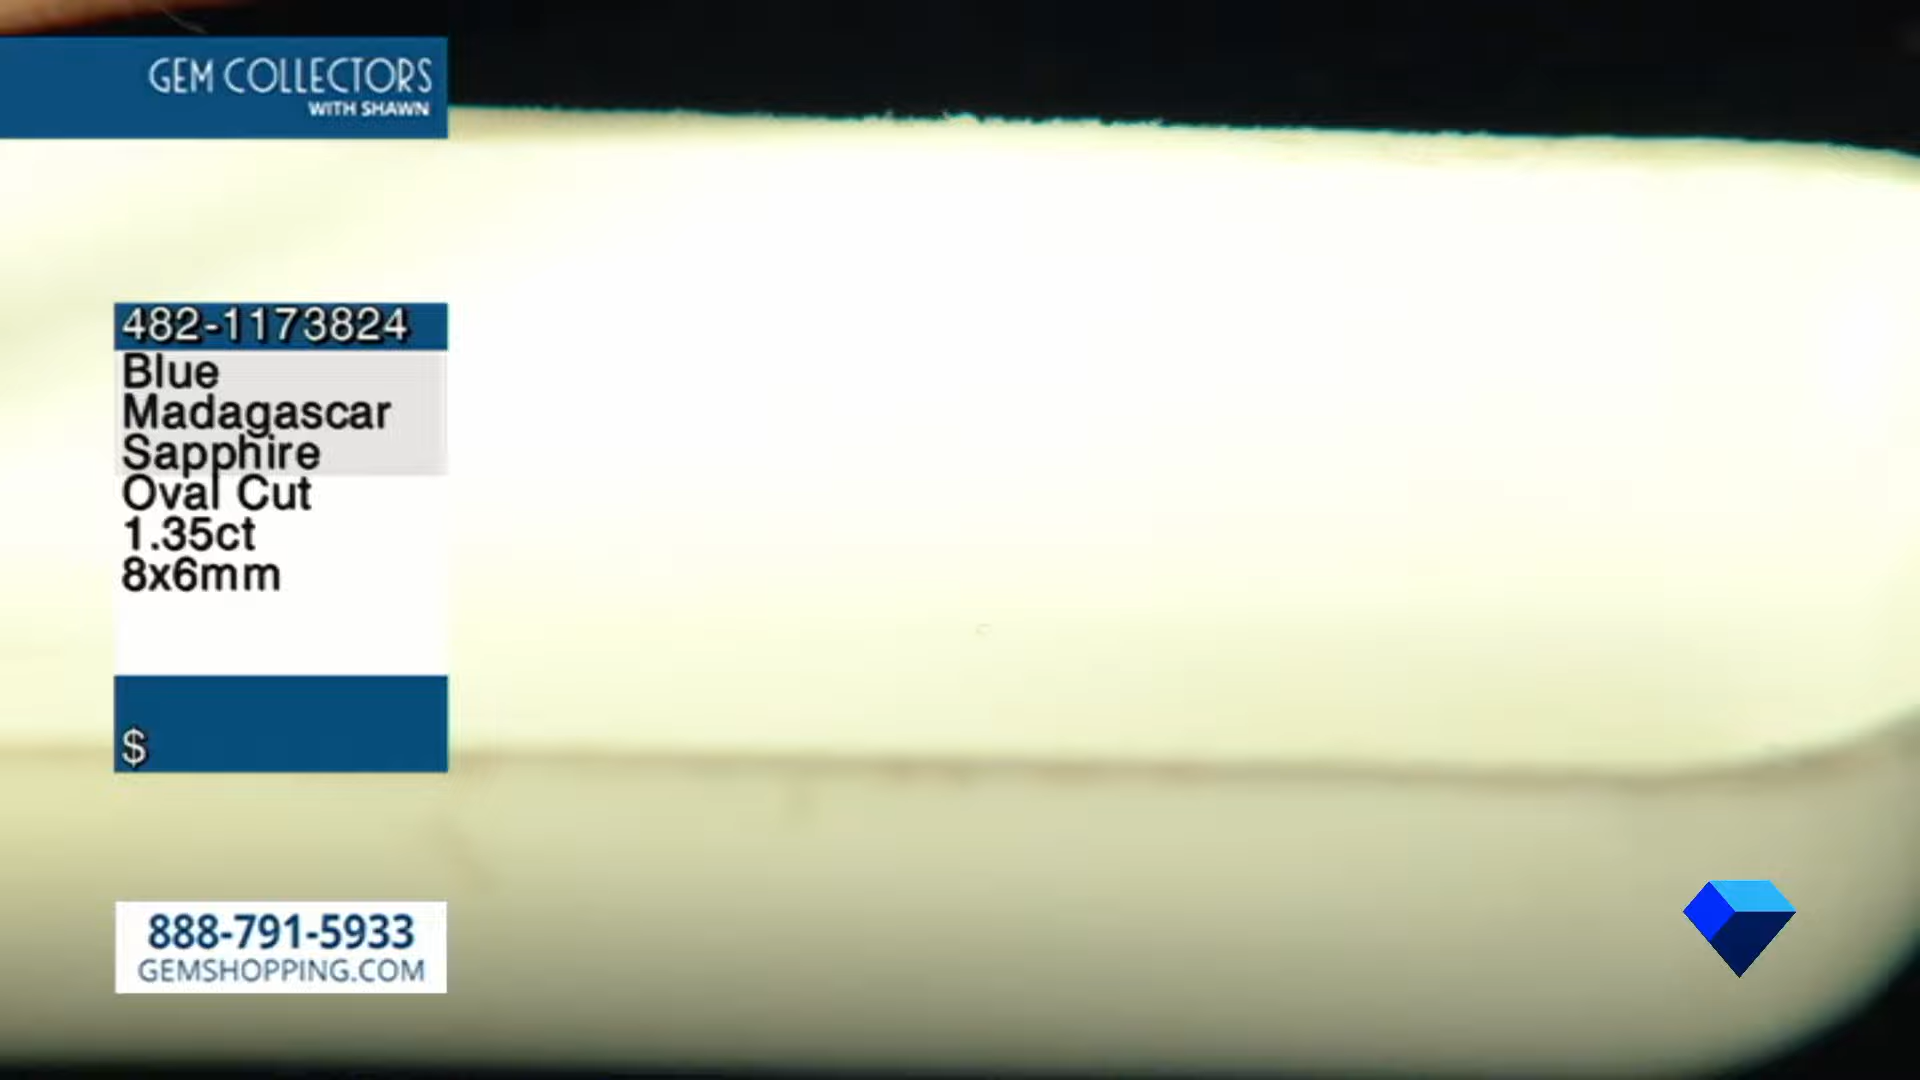 GEM COLLECTORS
WITH SHAWN
482-1173824
Blue
Madagascar
Sapphire
Oval Cut
1.35ct
8x6mm
$
888-791-5933
GEMSHOPPING.COM